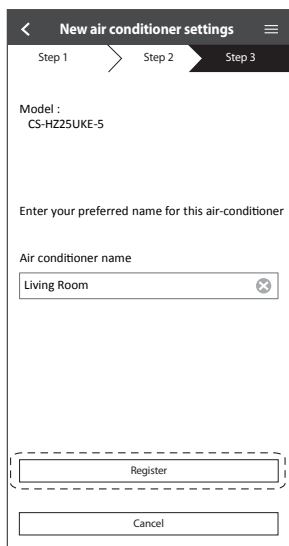 New air conditioner settings
Step 1 Step 2 Step 3
Model :
CS-HZ25UKE-5
Enter your preferred name for this air-conditioner
Air conditioner name
Living Room
Register
Cancel